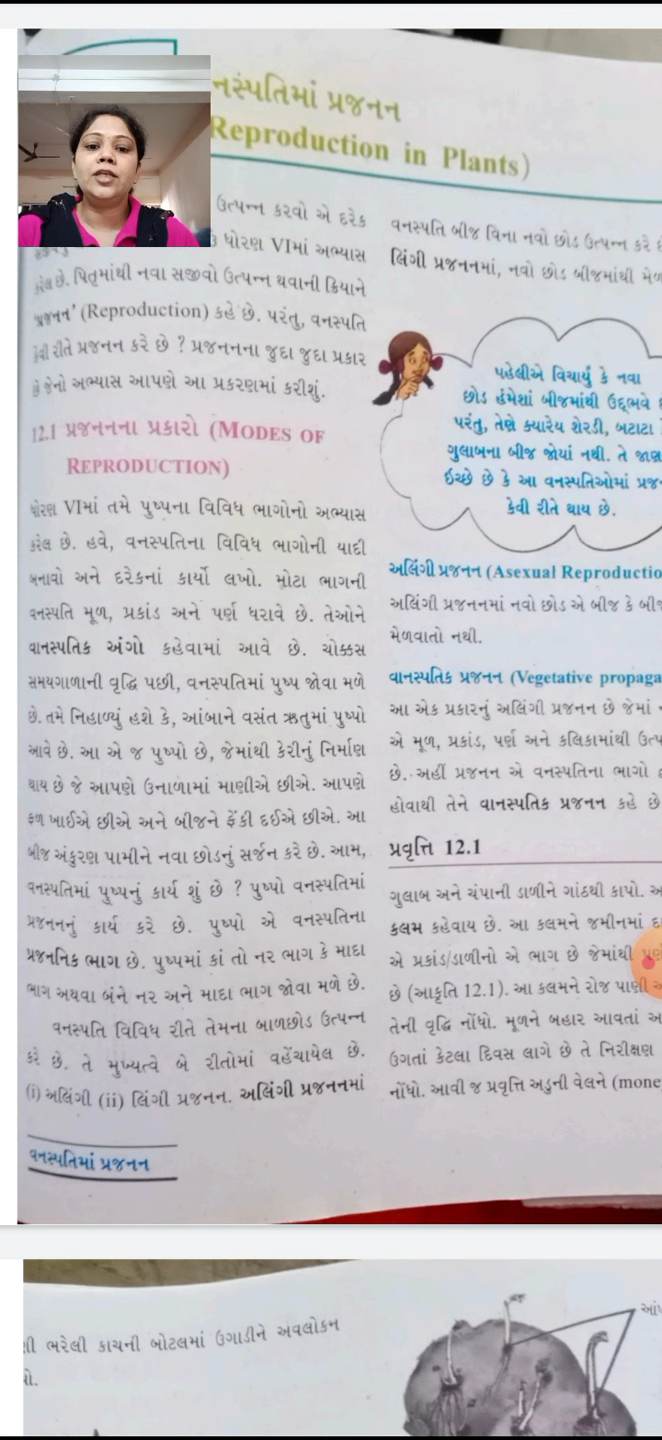 નસ્પતિમાં પ્રજનન
Reproduction in Plants)
ઉત્પન્ન કરવો એ દરેક
ધોરણ VIમાં અભ્યાસ
છે. પિતૃમાંથી નવા સજીવો ઉત્પન્ન થવાની ક્રિયાને
'પ્રજનન' (Reproduction) કહે છે. પરંતુ, વનસ્પતિ
કેવી રીતે પ્રજનન કરે છે ? પ્રજનનના જુદા જુદા પ્રકાર
છે જેનો અભ્યાસ આપણે આ પ્રકરણમાં કરીશું.
12.1 પ્રજનનના પ્રકારો (MODES OF
REPRODUCTION)
ધોરણ VIમાં તમે પુષ્પના વિવિધ ભાગોનો અભ્યાસ
કરેલ છે. હવે, વનસ્પતિના વિવિધ ભાગોની યાદી
બનાવો અને દરેકનાં કાર્યો લખો. મોટા ભાગની
વનસ્પતિ મૂળ, પ્રકાંડ અને પર્ણ ધરાવે છે. તેઓને
વાનસ્પતિક અંગો કહેવામાં આવે છે. ચોક્કસ
સમયગાળાની વૃદ્ધિ પછી, વનસ્પતિમાં પુષ્પ જોવા મળે
છે. તમે નિહાળ્યું હશે કે, આંબાને વસંત ઋતુમાં પુષ્પો
આવે છે. આ એ જ પુષ્પો છે, જેમાંથી કેરીનું નિર્માણ
થાય છે જે આપણે ઉનાળામાં માણીએ છીએ. આપણે
ફળ ખાઈએ છીએ અને બીજને ફેંકી દઈએ છીએ. આ
બીજ અંકુરણ પામીને નવા છોડનું સર્જન કરે છે. આમ,
વનસ્પતિમાં પુષ્પનું કાર્ય શું છે ? પુષ્પો વનસ્પતિમાં
પ્રજનનનું કાર્ય કરે છે. પુષ્પો એ વનસ્પતિના
પ્રજનનિક ભાગ છે. પુષ્પમાં કાં તો નર ભાગ કે માદા
ભાગ અથવા બંને નર અને માદા ભાગ જોવા મળે છે.
વનસ્પતિ વિવિધ રીતે તેમના બાળછોડ ઉત્પન્ન
કરે છે. તે મુખ્યત્વે બે રીતોમાં વહેંચાયેલ છે.
(i) અલિંગી (ii) લિંગી પ્રજનન. અલિંગી પ્રજનનમાં
વનસ્પતિમાં પ્રજનન
વનસ્પતિ બીજ વિના નવો છોડ ઉત્પન્ન કરે
લિંગી પ્રજનનમાં, નવો છોડ બીજમાંથી
પહેલીએ વિચાર્યું કે નવા
છોડ હંમેશાં બીજમાંથી ઉદ્ભવે
પરંતુ, તેણે ક્યારેય શેરડી, બટાટા
ગુલાબના બીજ જોયાં નથી. તે
ઇચ્છે છે કે આ વનસ્પતિઓમાં
કેવી રીતે થાય છે.
અલિંગી પ્રજનન (Asexual Reproductio
અલિંગી પ્રજનનમાં નવો છોડ એ બીજ કે
મેળવાતો નથી.
વાનસ્પતિક પ્રજનન (Vegetative propaga
આ એક પ્રકારનું અલિંગી પ્રજનન છે જેમાં
એ મૂળ, પ્રકાંડ, પર્ણ અને કલિકામાંથી
છે. અહીં પ્રજનન એ વનસ્પતિના ભાગો
હોવાથી તેને વાનસ્પતિક પ્રજનન કહે છે
પ્રવૃત્તિ 12.1
ગુલાબ અને ચંપાની ડાળીને ગાંઠથી કાપો.
કલમ કહેવાય છે. આ કલમને જમીનમાં
એ પ્રકાંડ/ડાળીનો એ ભાગ છે જેમાંથી
છે (આકૃતિ 12.1). આ કલમને રોજ પાણી
તેની વૃદ્ધિ નોંધો. મૂળને બહાર આવતાં
ઉગતાં કેટલા દિવસ લાગે છે તે નિરીક્ષણ
નોંધો. આવી જ પ્રવૃત્તિ અડુની વેલને (mone
ભરેલી કાચની બોટલમાં ઉગાડીને અવલોકન